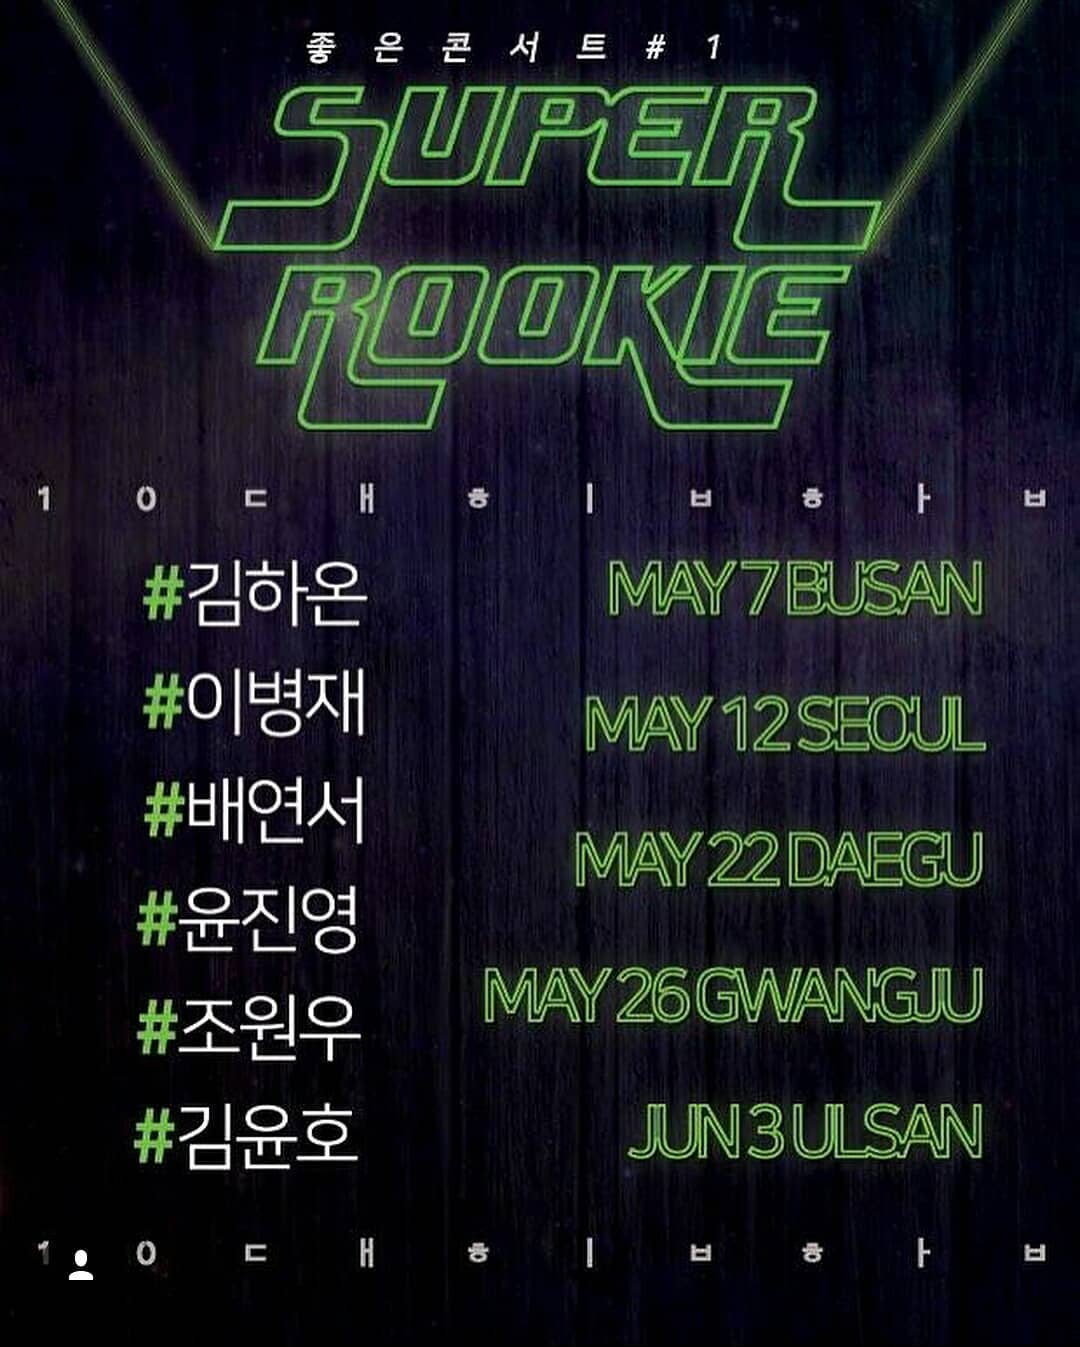 좋은콘서트#1
SUPER
ROOKIE
1 0 ㄷ ㅐ ㅎ ㅣ ㅂ ㅎ ㅏ ㅂ
#김하온
MAY 7 BUSAN
#이병재
MAY 12 SEOUL
#배연서
MAY 22 DAEGU
#윤진영
MAY 26 GWANGJU
#조원우
JUN 3 ULSAN
#김윤호
1 0 ㄷ ㅐ ㅎ ㅣ ㅂ ㅎ ㅏ ㅂ